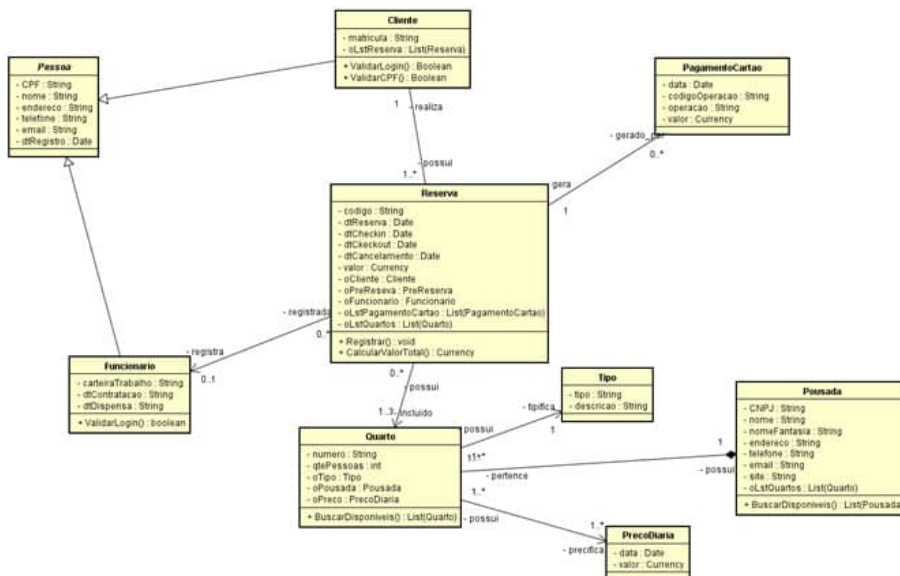 Cliente
- matricula : String
- oLstReserva : List(Reserva)
+ ValidarLogin() : Boolean
+ ValidarCPF() : Boolean
Pessoa
- CPF : String
- nome : String
- endereco : String
- telefone : String
- email : String
- dtRegistro : Date
PagamentoCartao
- data : Date
- codigoOperacao : String
- operacao : String
- valor : Currency
1
- realiza
- gerado_por
0..*
- possui
1..*
gera
1
Reserva
- codigo : String
- dtReserva : Date
- dtCheckin : Date
- dtCkeckout : Date
- dtCancelamento : Date
- valor : Currency
- oCliente : Cliente
- oPreReseva : PreReserva
- oFuncionario : Funcionario
- oLstPagamentoCartao : List(PagamentoCartao)
- oLstQuartos : List(Quarto)
+ Registrar() : void
+ CalcularValorTotal() : Currency
- registrada
0..*
- registra
0..1
Funcionario
- carteiraTrabalho : String
- dtContratacao : String
- dtDispensa : String
+ ValidarLogin() : boolean
0..*
- possui
1..3
- incluido
Tipo
- tipo : String
- descricao : String
- tipifica
1
possui
1..*
Quarto
- numero : String
- qtePessoas : int
- oTipo : Tipo
- oPousada : Pousada
- oPreco : PrecoDiaria
+ BuscarDisponiveis() : List(Quarto)
- pertence
1..*
- possui
Pousada
- CNPJ : String
- nome : String
- nomeFantasia : String
- endereco : String
- telefone : String
- email : String
- site : String
- oLstQuartos : List(Quarto)
+ BuscarDisponiveis() : List(Pousada
1
- possui
1..*
- precifica
PrecoDiaria
- data : Date
- valor : Currency